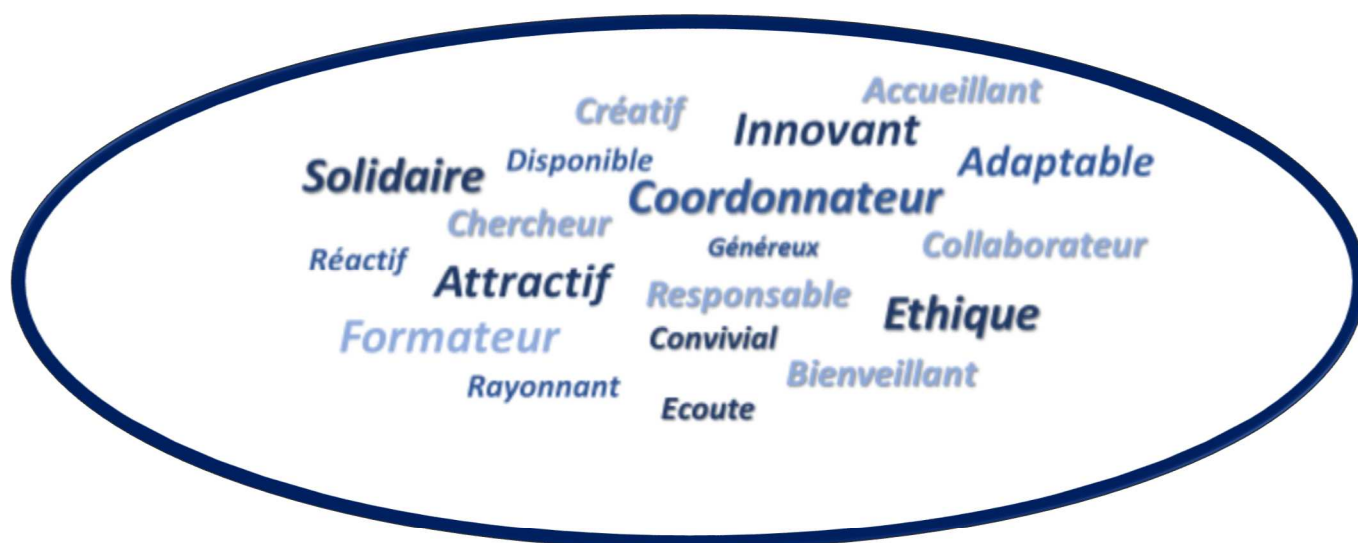 Accueillant
Créatif
Innovant
Disponible
Adaptable
Solidaire
Coordonnateur
Chercheur
Généreux
Collaborateur
Réactif
Attractif
Responsable
Ethique
Formateur
Convivial
Bienveillant
Rayonnant
Ecoute